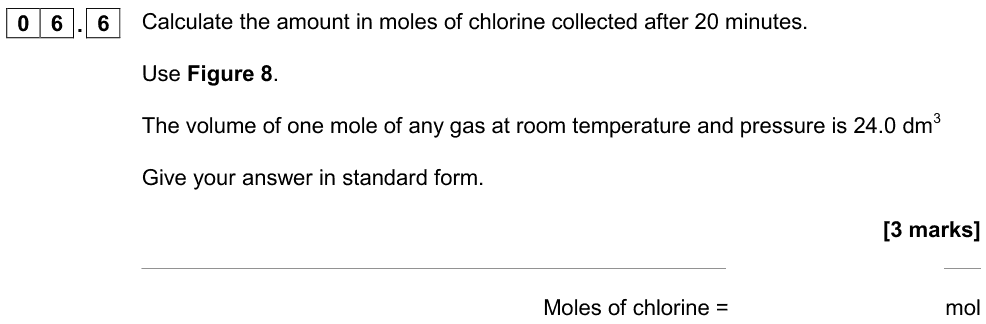 0 6 . 6 Calculate the amount in moles of chlorine collected after 20 minutes.
Use Figure 8.
The volume of one mole of any gas at room temperature and pressure is 24.0 dm³
Give your answer in standard form.
[3 marks]
Moles of chlorine = mol